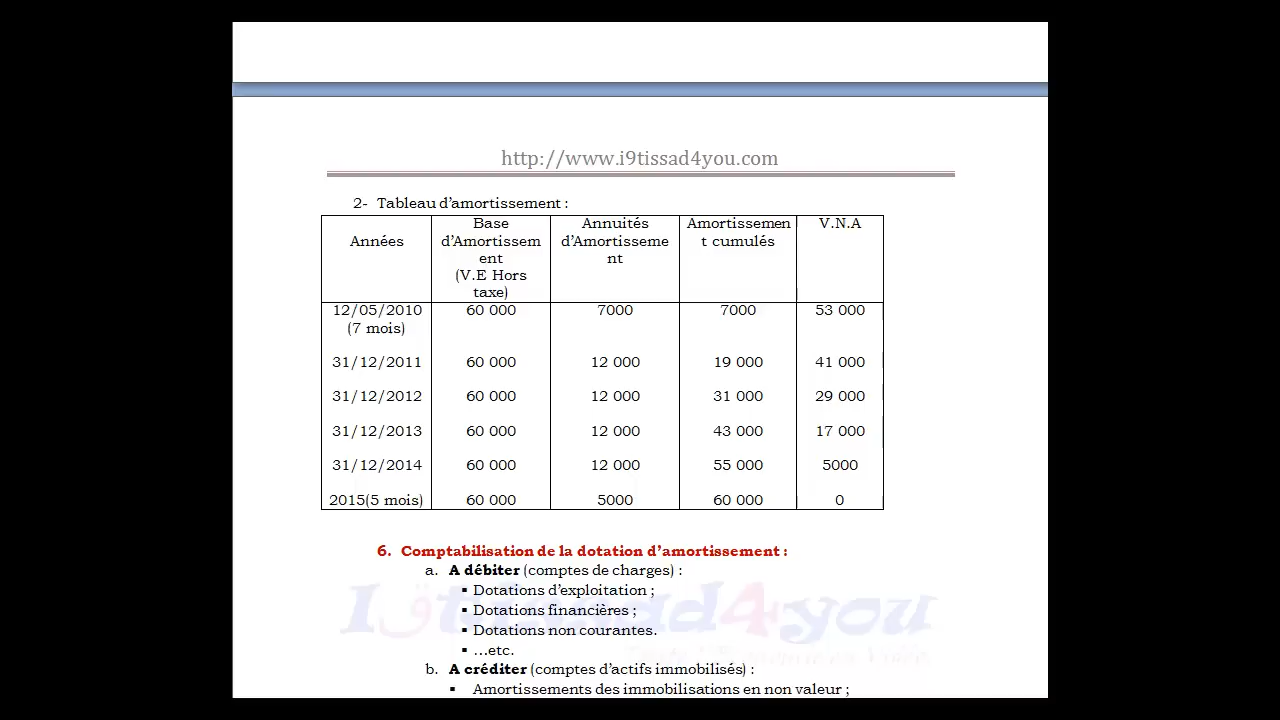 http://www.i9tissad4you.com
2- Tableau d'amortissement :
Années
Base
d'Amortissem
ent
(V.E Hors
taxe)
Annuités
d'Amortisseme
nt
Amortissemen
t cumulés
V.N.A
12/05/2010 60 000 7000 7000 53 000
(7 mois)
31/12/2011 60 000 12 000 19 000 41 000
31/12/2012 60 000 12 000 31 000 29 000
31/12/2013 60 000 12 000 43 000 17 000
31/12/2014 60 000 12 000 55 000 5000
2015(5 mois) 60 000 5000 60 000 0
6. Comptabilisation de la dotation d'amortissement :
a. A débiter (comptes de charges) :
▪ Dotations d'exploitation ;
▪ Dotations financières ;
▪ Dotations non courantes.
▪ …etc.
b. A créditer (comptes d'actifs immobilisés) :
▪ Amortissements des immobilisations en non valeur ;
I9tissad4you